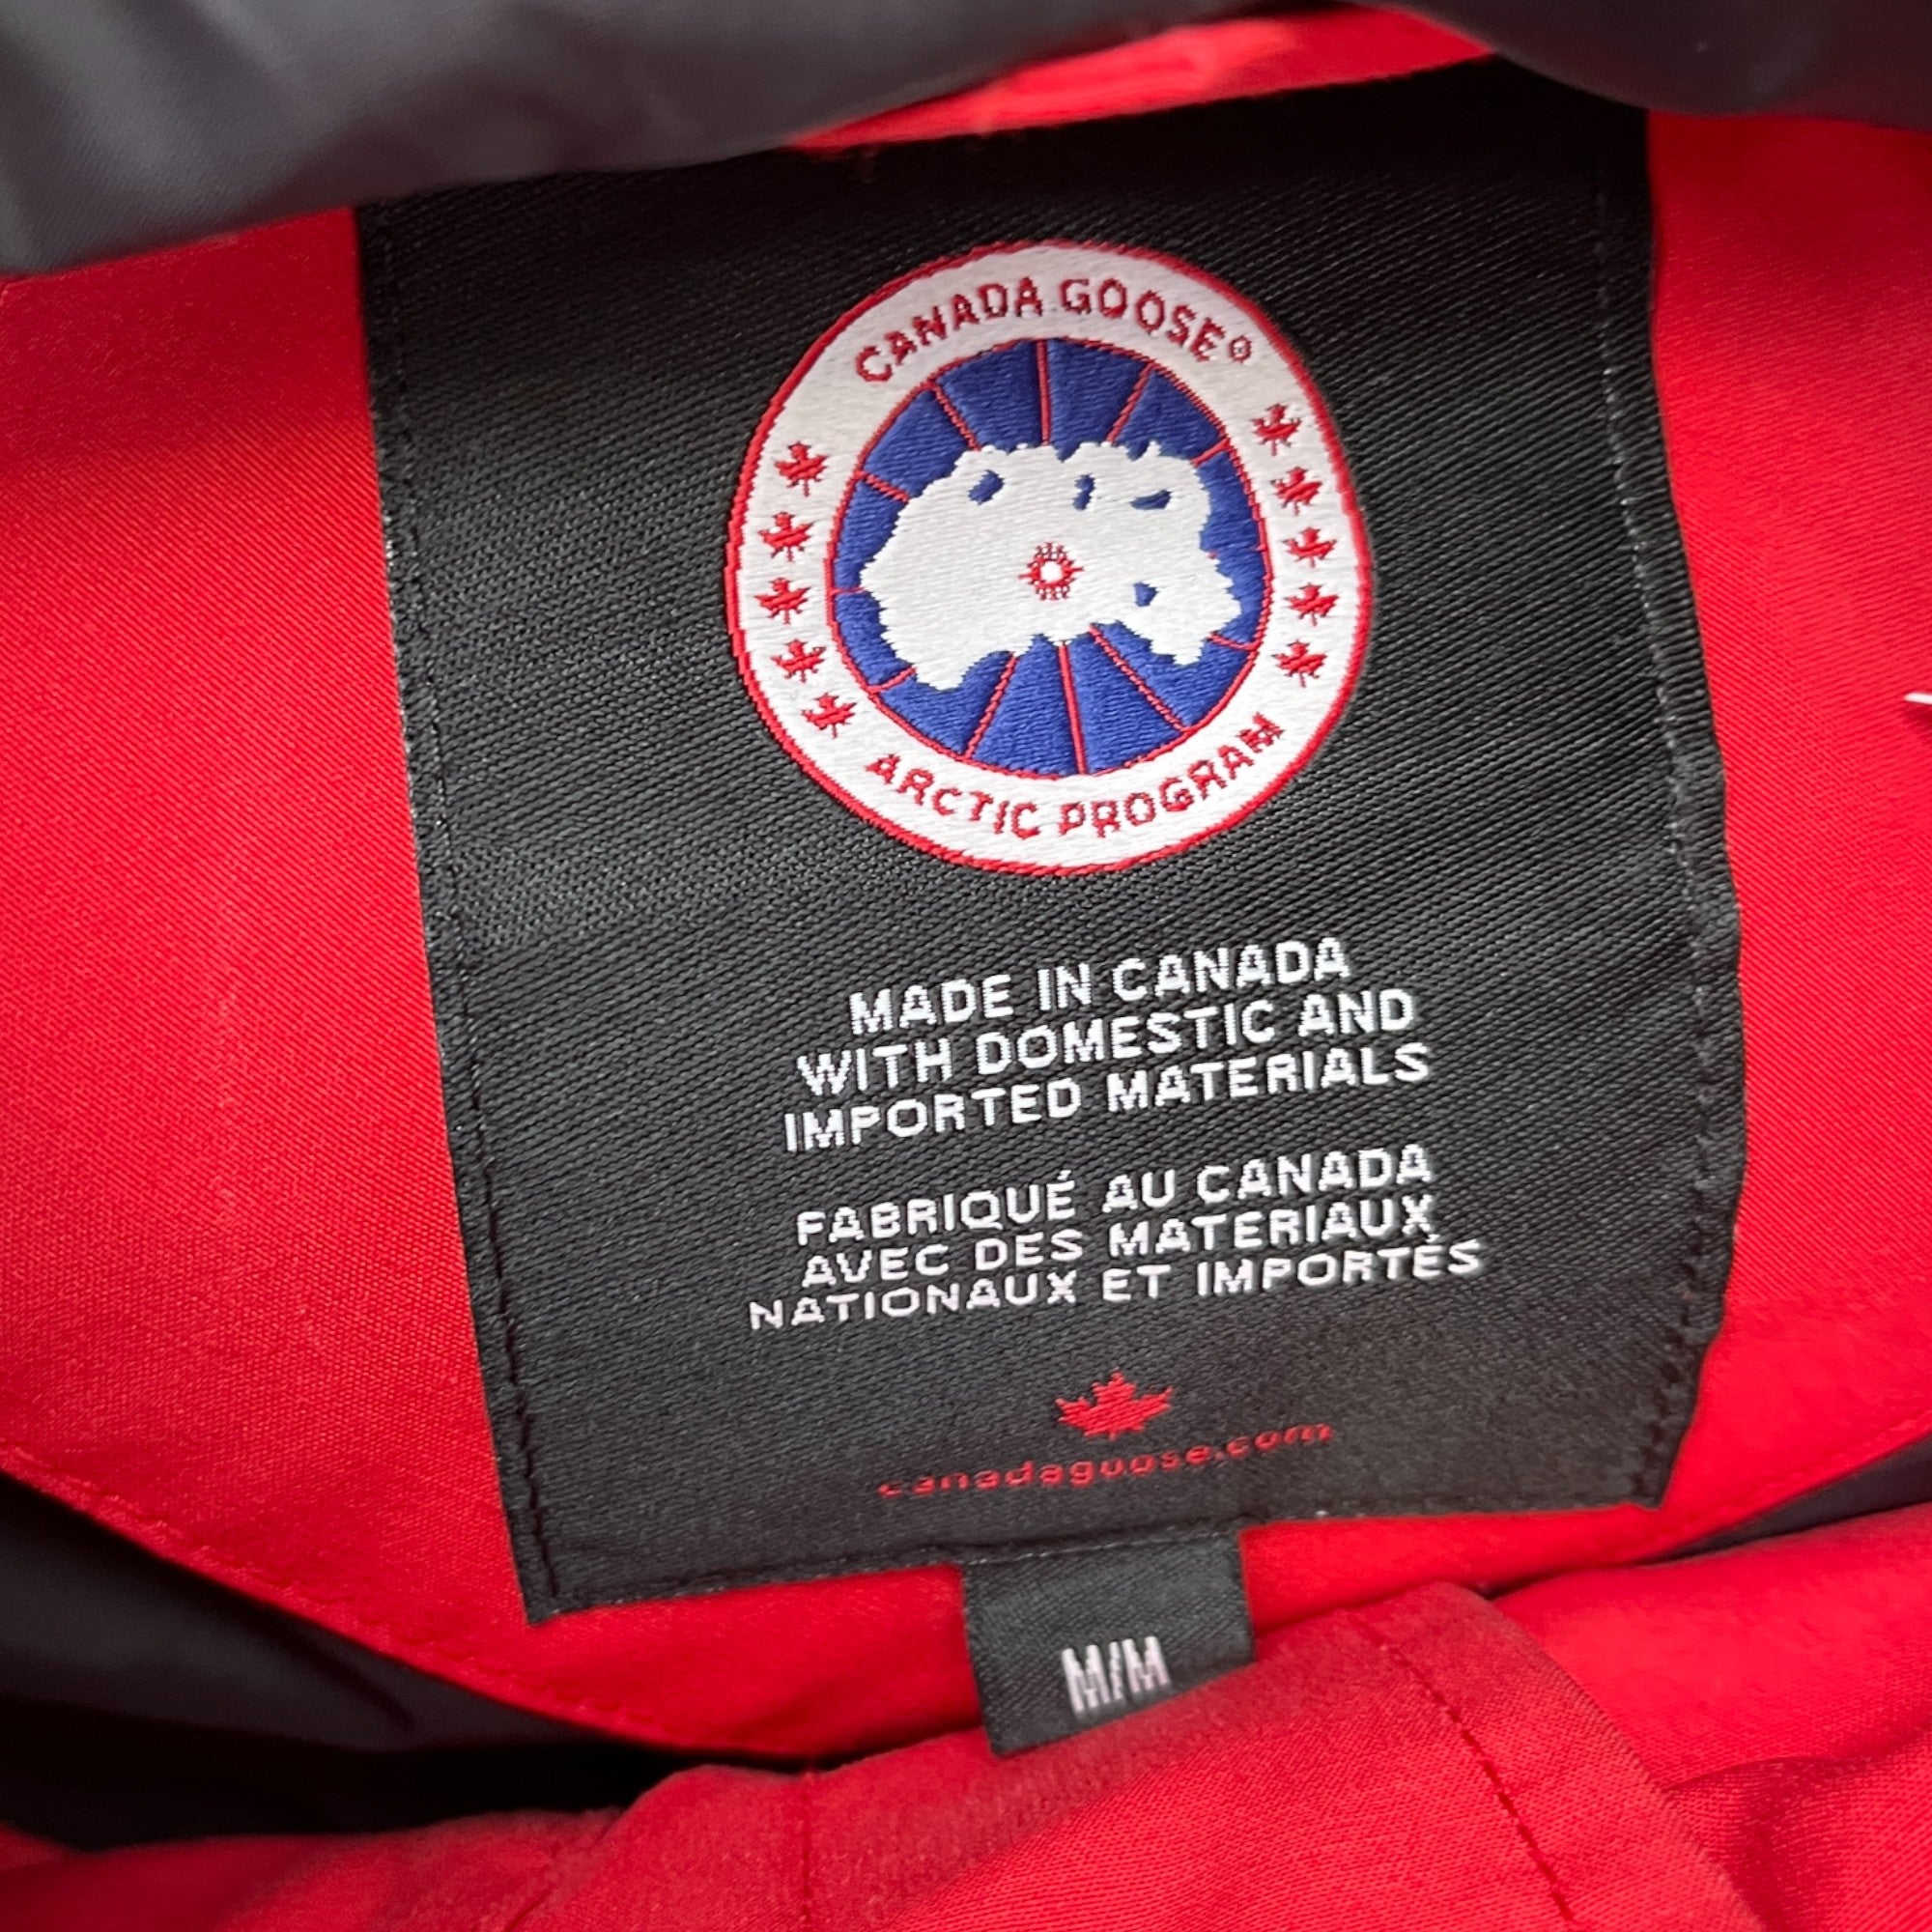 CANADA GOOSE®
ARCTIC PROGRAM
MADE IN CANADA
WITH DOMESTIC AND
IMPORTED MATERIALS
FABRIQUÉ AU CANADA
AVEC DES MATERIAUX
NATIONAUX ET IMPORTÉS
canadagoose.com
M/M